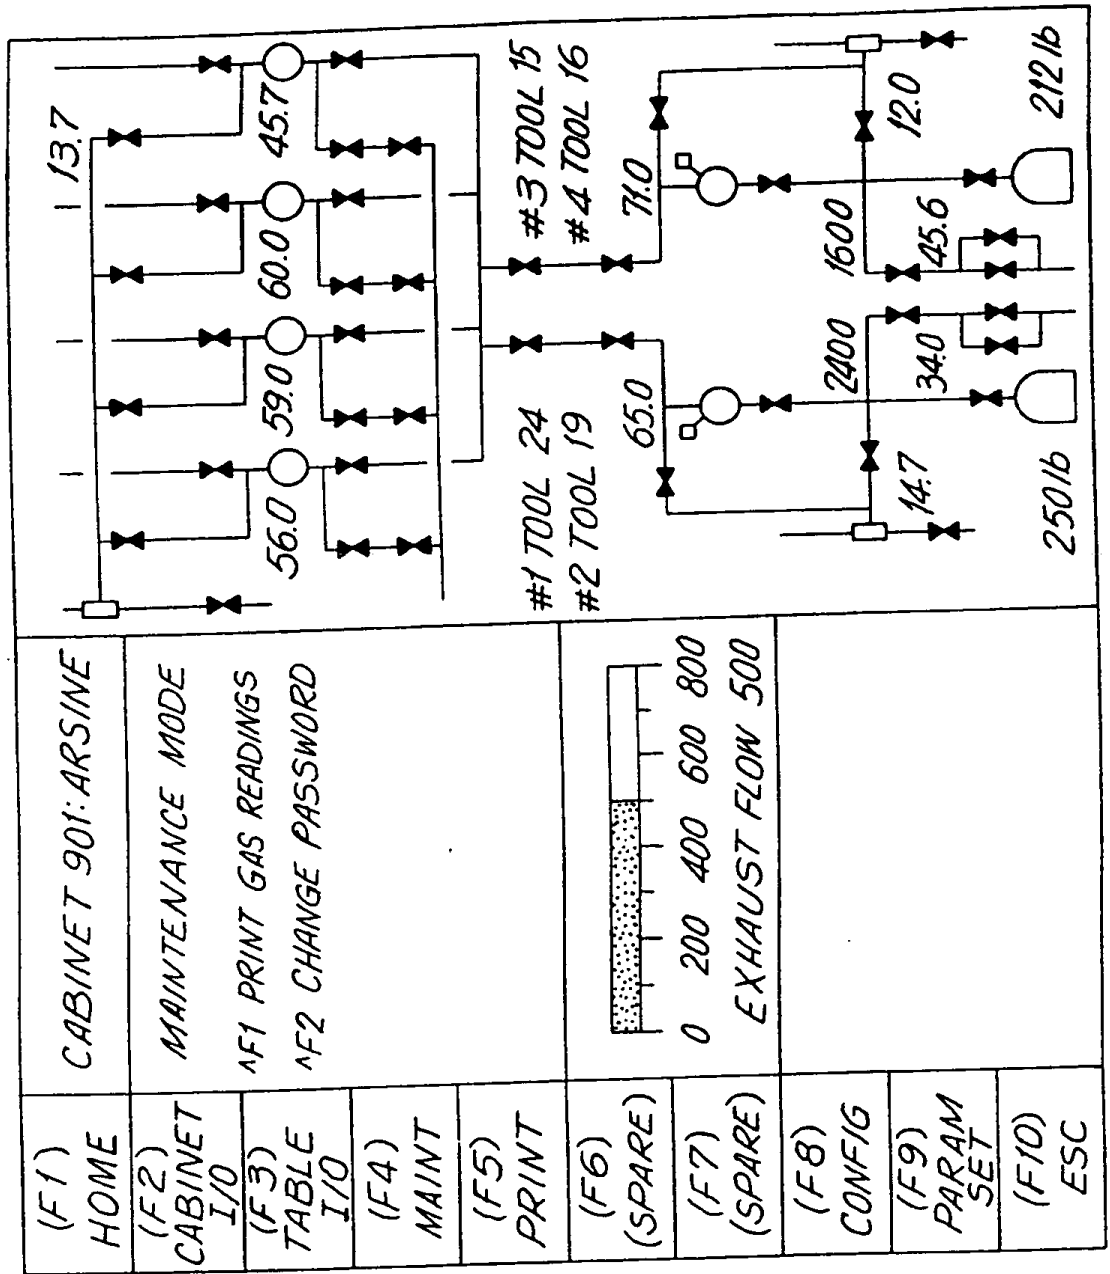 (F1)
HOME
(F2)
CABINET
I/O
(F3)
TABLE
I/O
(F4)
MAINT
(F5)
PRINT
(F6)
(SPARE)
(F7)
(SPARE)
(F8)
CONFIG
(F9)
PARAM
SET
(F10)
ESC
CABINET 901: ARSINE
MAINTENANCE MODE
^F1 PRINT GAS READINGS
^F2 CHANGE PASSWORD
0 200 400 600 800
EXHAUST FLOW 500
13.7
56.0 59.0 60.0 45.7
#1 TOOL 24
#2 TOOL 19
#3 TOOL 15
#4 TOOL 16
65.0 71.0
2400 1600
14.7 34.0 45.6 12.0
250 lb 212 lb